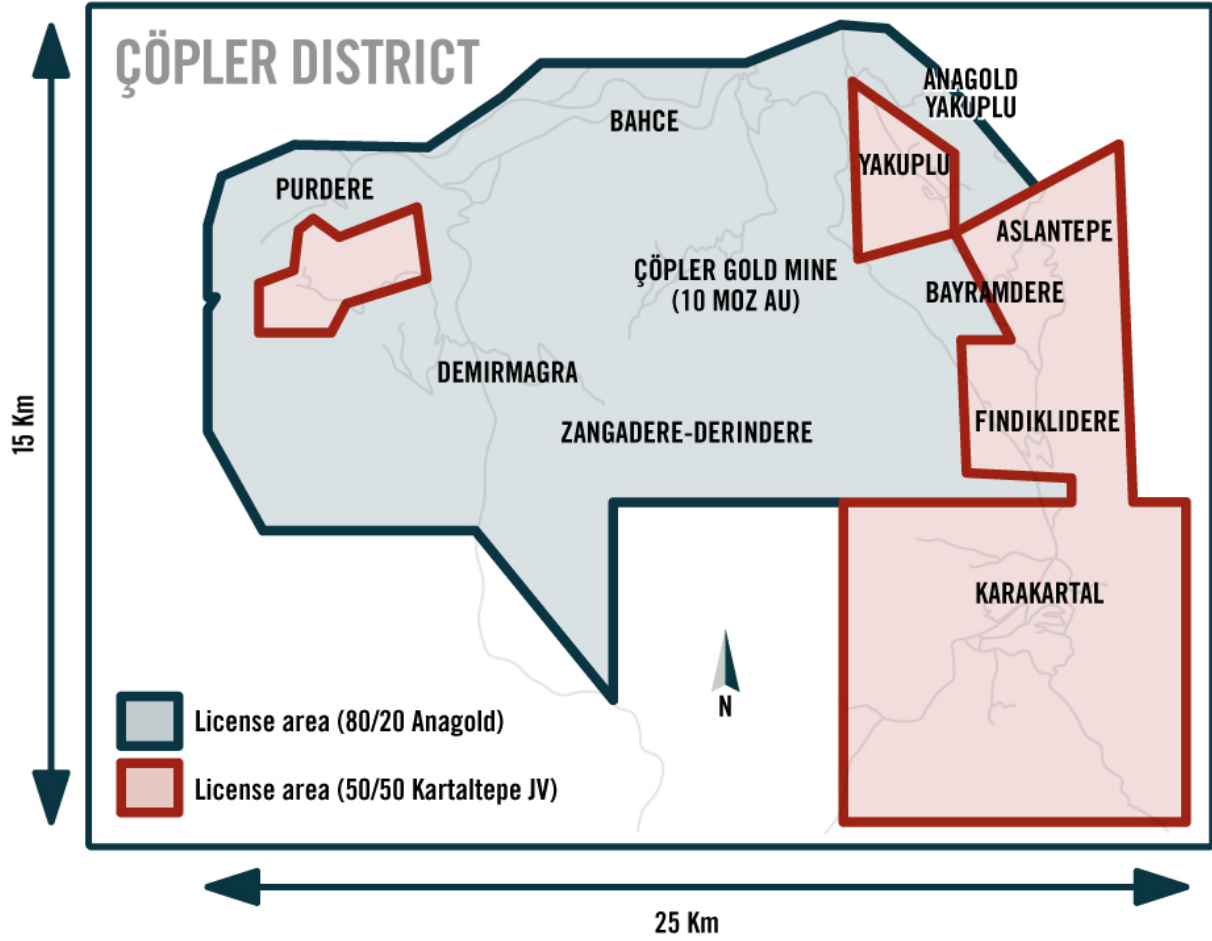 ÇÖPLER DISTRICT
ANAGOLD
YAKUPLU
BAHCE
YAKUPLU
PURDERE
ASLANTEPE
ÇÖPLER GOLD MINE
(10 MOZ AU)
BAYRAMDERE
DEMIRMAGRA
ZANGADERE-DERINDERE
FINDIKLIDERE
15 Km
KARAKARTAL
N
License area (80/20 Anagold)
License area (50/50 Kartaltepe JV)
25 Km